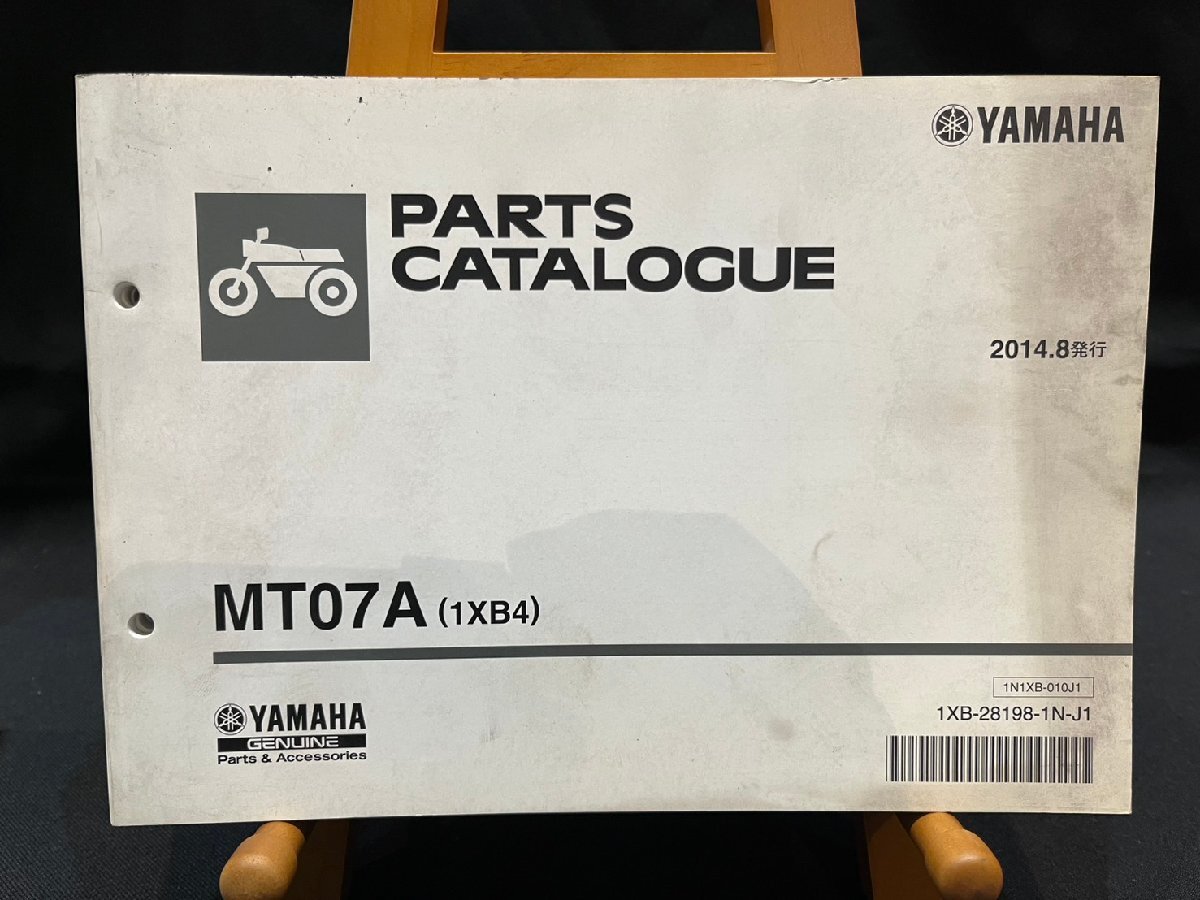 YAMAHA
PARTS
CATALOGUE
2014.8発行
MT07A (1XB4)
1N1XB-010J1
1XB-28198-1N-J1
YAMAHA
GENUINE
Parts & Accessories